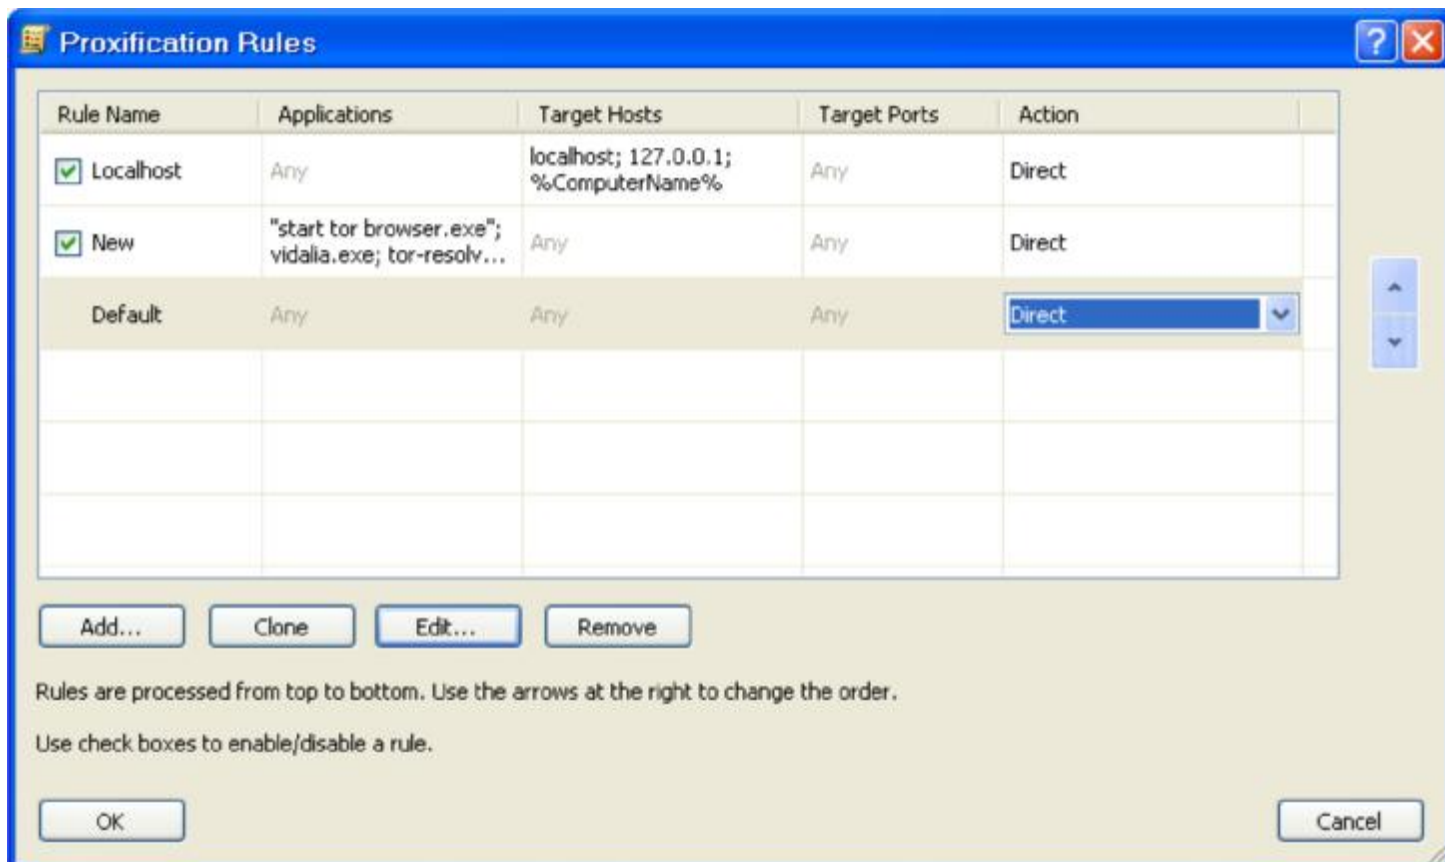 Proxification Rules
Rule Name Applications Target Hosts Target Ports Action
Localhost Any localhost; 127.0.0.1; Any Direct
%ComputerName%
New "start tor browser.exe"; Any Any Direct
vidalia.exe; tor-resolv...
Default Any Any Any Direct
Add... Clone Edit... Remove
Rules are processed from top to bottom. Use the arrows at the right to change the order.
Use check boxes to enable/disable a rule.
OK Cancel